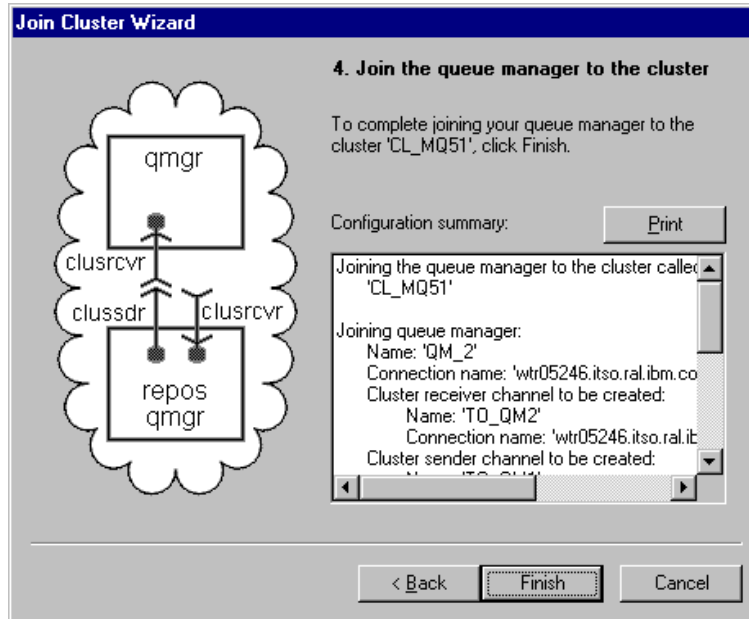 Join Cluster Wizard
4. Join the queue manager to the cluster
To complete joining your queue manager to the
cluster 'CL_MQ51', click Finish.
Configuration summary:
Print
qmgr
clusrcvr
clussdr
clusrcvr
repos
qmgr
Joining the queue manager to the cluster called
'CL_MQ51'
Joining queue manager:
Name: 'QM_2'
Connection name: 'wtr05246.itso.ral.ibm.co
Cluster receiver channel to be created:
Name: 'TO_QM2'
Connection name: 'wtr05246.itso.ral.ib
Cluster sender channel to be created:
< Back
Finish
Cancel